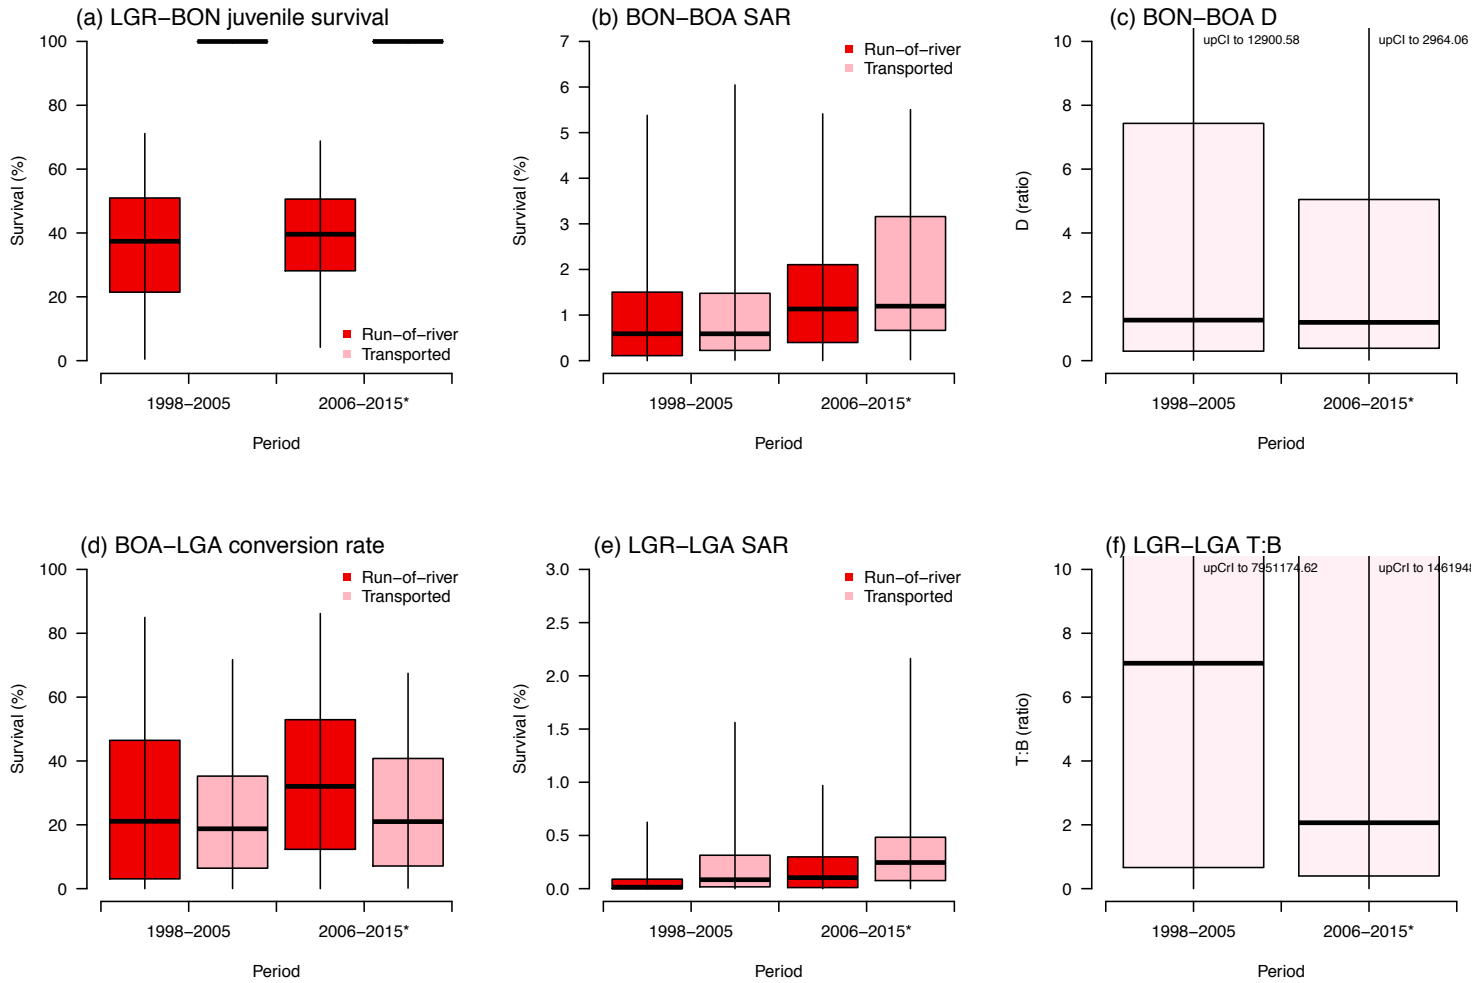 (a) LGR−BON juvenile survival
100
80
60
40
20
0
Survival (%)
Run−of−river
Transported
1998−2005
2006−2015*
Period
(b) BON−BOA SAR
7
6
5
4
3
2
1
0
Survival (%)
Run−of−river
Transported
1998−2005
2006−2015*
Period
(c) BON−BOA D
upCI to 12900.58
upCI to 2964.06
10
8
6
4
2
0
D (ratio)
1998−2005
2006−2015*
Period
(d) BOA−LGA conversion rate
100
80
60
40
20
0
Survival (%)
Run−of−river
Transported
1998−2005
2006−2015*
Period
(e) LGR−LGA SAR
3.0
2.5
2.0
1.5
1.0
0.5
0.0
Survival (%)
Run−of−river
Transported
1998−2005
2006−2015*
Period
(f) LGR−LGA T:B
upCrI to 7951174.62
upCrI to
10
8
6
4
2
0
T:B (ratio)
1998−2005
2006−2015*
Period